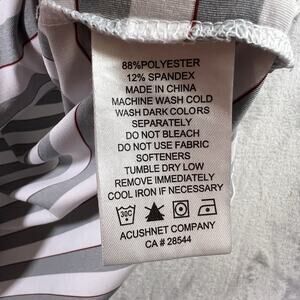 88%POLYESTER
12% SPANDEX
MADE IN CHINA
MACHINE WASH COLD
WASH DARK COLORS
SEPARATELY
DO NOT BLEACH
DO NOT USE FABRIC
SOFTENERS
TUMBLE DRY LOW
REMOVE IMMEDIATELY
COOL IRON IF NECESSARY
30C
ACUSHNET COMPANY
CA # 28544